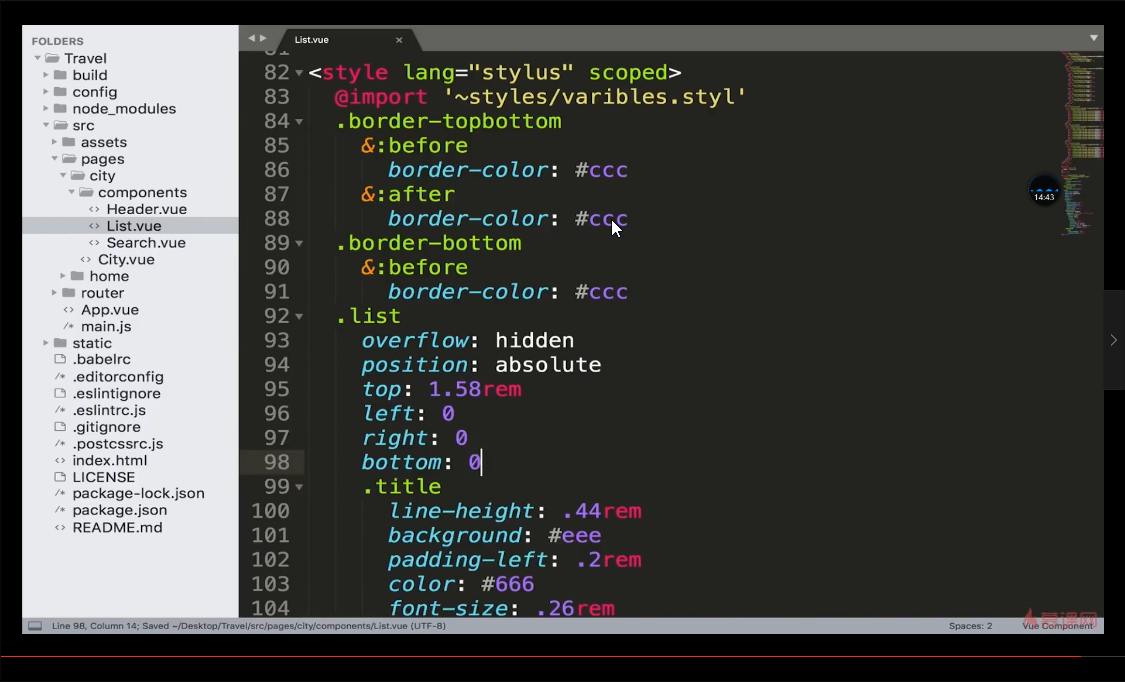 FOLDERS
Travel
build
config
node_modules
src
assets
pages
city
components
Header.vue
List.vue
Search.vue
City.vue
home
router
App.vue
main.js
static
.babelrc
.editorconfig
.eslintignore
.eslintrc.js
.gitignore
.postcssrc.js
index.html
LICENSE
package-lock.json
package.json
README.md
List.vue ×
81
82 <style lang="stylus" scoped>
83 @import '~styles/varibles.styl'
84 .border-topbottom
85 &:before
86 border-color: #ccc
87 &:after
88 border-color: #ccc
89 .border-bottom
90 &:before
91 border-color: #ccc
92 .list
93 overflow: hidden
94 position: absolute
95 top: 1.58rem
96 left: 0
97 right: 0
98 bottom: 0
99 .title
100 line-height: .44rem
101 background: #eee
102 padding-left: .2rem
103 color: #666
104 font-size: .26rem
14:43
Line 98, Column 14; Saved ~/Desktop/Travel/src/pages/city/components/List.vue (UTF-8)
Spaces: 2
Vue Component
慕课网